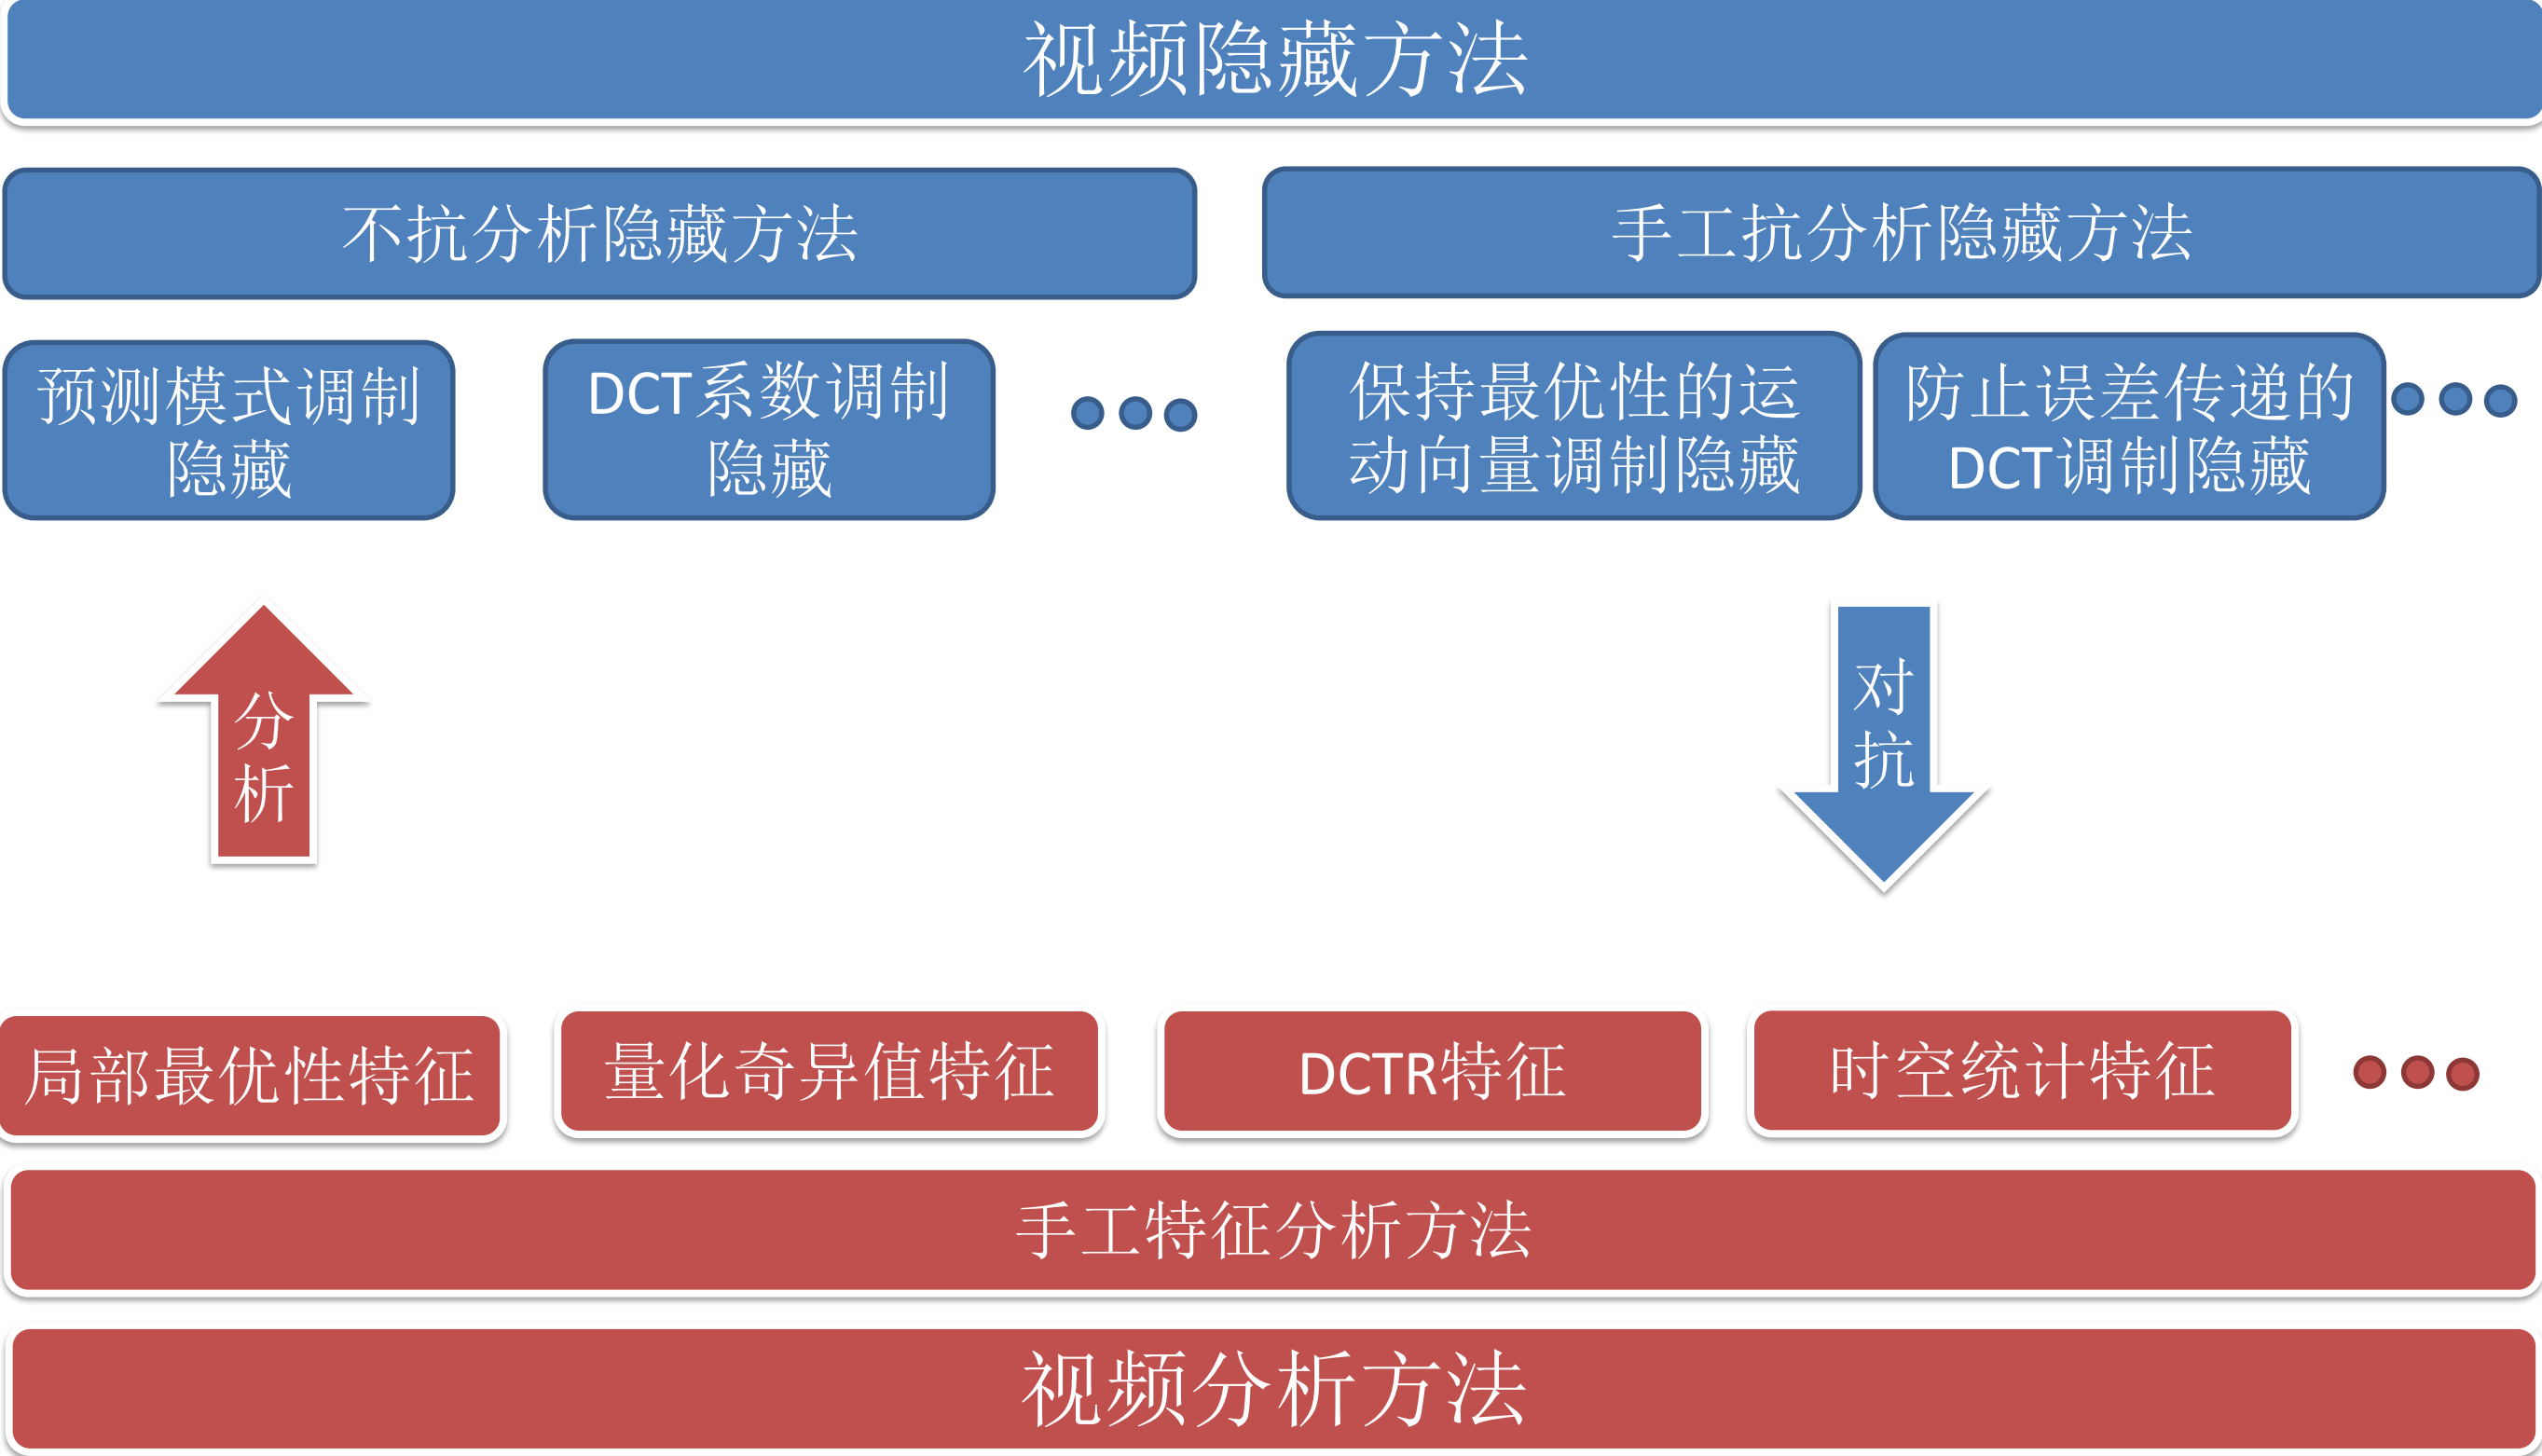 视频隐藏方法
不抗分析隐藏方法
手工抗分析隐藏方法
预测模式调制
隐藏
DCT系数调制
隐藏
保持最优性的运
动向量调制隐藏
防止误差传递的
DCT调制隐藏
分
析
对
抗
局部最优性特征
量化奇异值特征
DCTR特征
时空统计特征
手工特征分析方法
视频分析方法